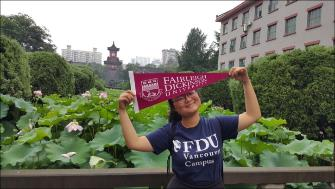 FAIRLEIGH
DICKINSON
UNIVERSITY
FDU
Vancouver
Campus